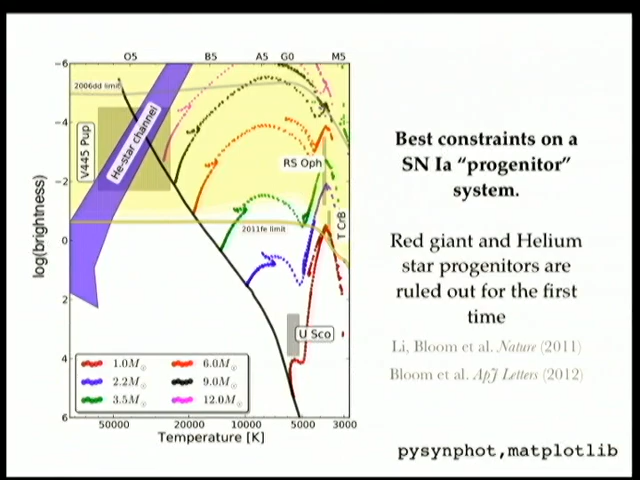 O5 B5 A5 G0 M5
−6
−4
−2
0
2
4
6
log(brightness)
2006dd limit
V445 Pup
He-star channel
RS Oph
2011fe limit
T CrB
U Sco
1.0M☉ 6.0M☉
2.2M☉ 9.0M☉
3.5M☉ 12.0M☉
50000 20000 10000 5000 3000
Temperature [K]
Best constraints on a
SN Ia “progenitor”
system.
Red giant and Helium
star progenitors are
ruled out for the first
time
Li, Bloom et al. Nature (2011)
Bloom et al. ApJ Letters (2012)
pysynphot,matplotlib